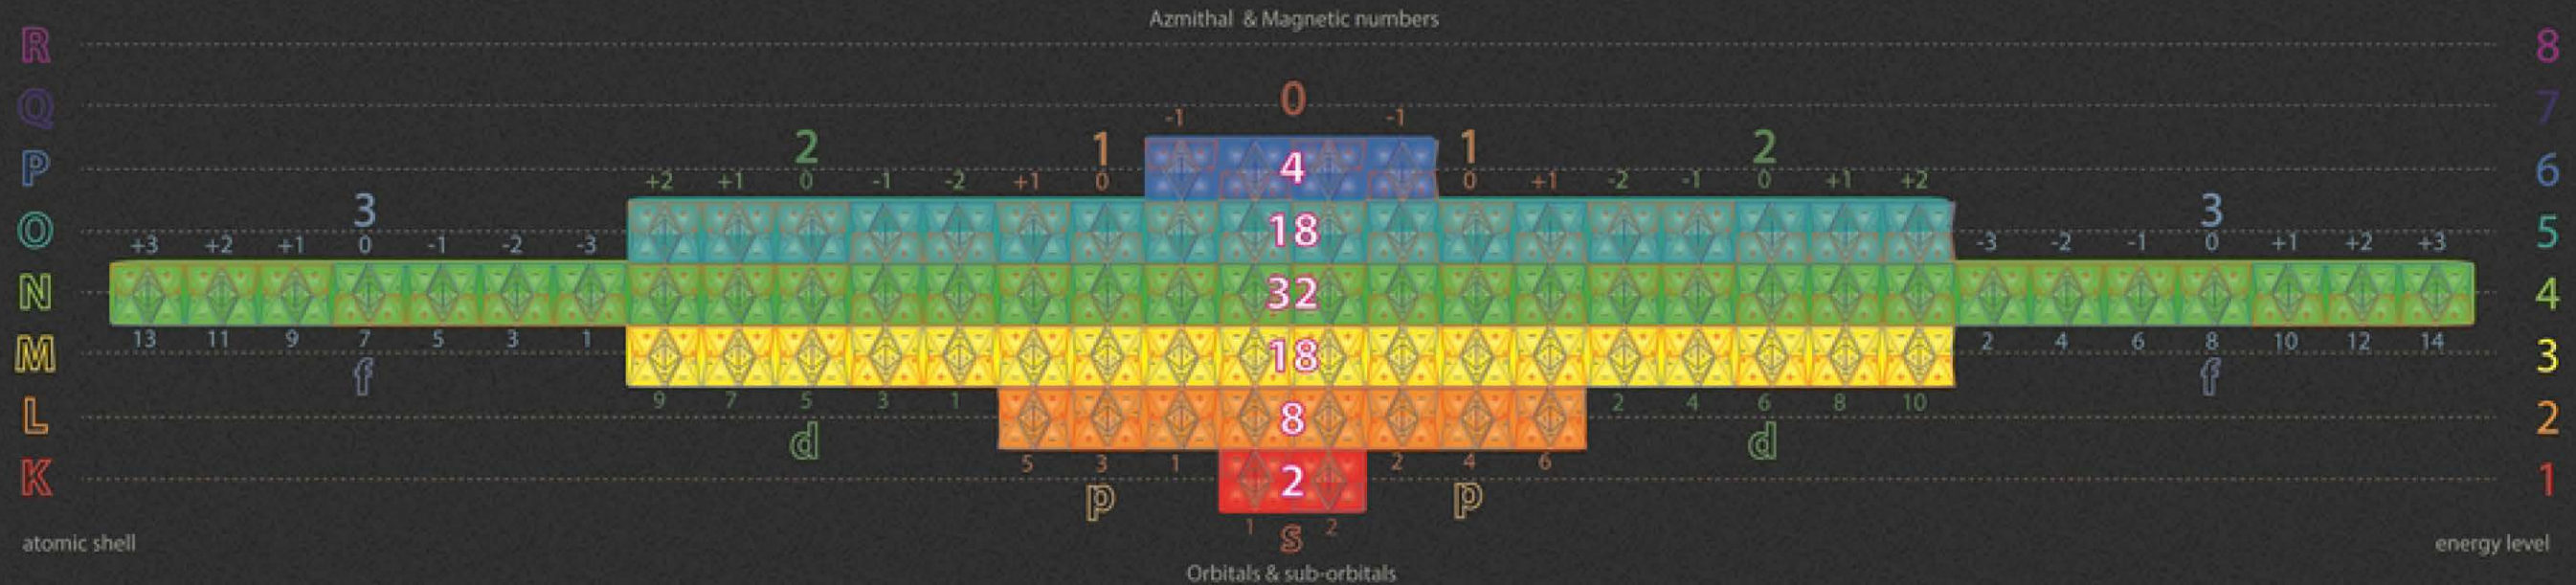 Azmithal & Magnetic numbers
R 8
Q 0 7
-1 -1
2 1 1 2
P 4 6
+2 +1 0 -1 -2 +1 0 0 +1 -2 -1 0 +1 +2
3 3
O 18 5
+3 +2 +1 0 -1 -2 -3 -3 -2 -1 0 +1 +2 +3
N 32 4
13 11 9 7 5 3 1 2 4 6 8 10 12 14
M 18 3
f f
9 7 5 3 1 2 4 6 8 10
L 8 2
d d
5 3 1 2 4 6
K 2 1
p p
1 s 2
atomic shell energy level
Orbitals & sub-orbitals